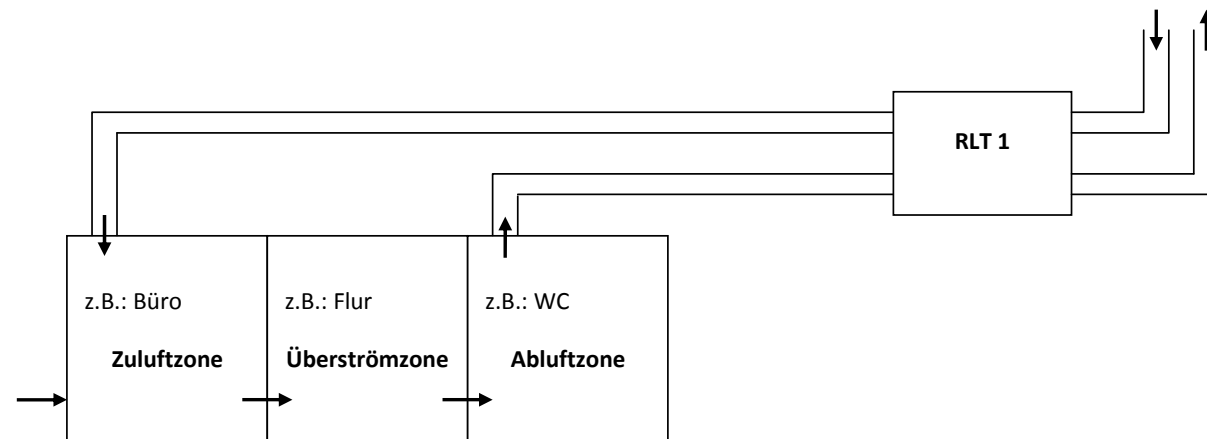 RLT 1
z.B.: Büro
z.B.: Flur
z.B.: WC
Zuluftzone
Überströmzone
Abluftzone